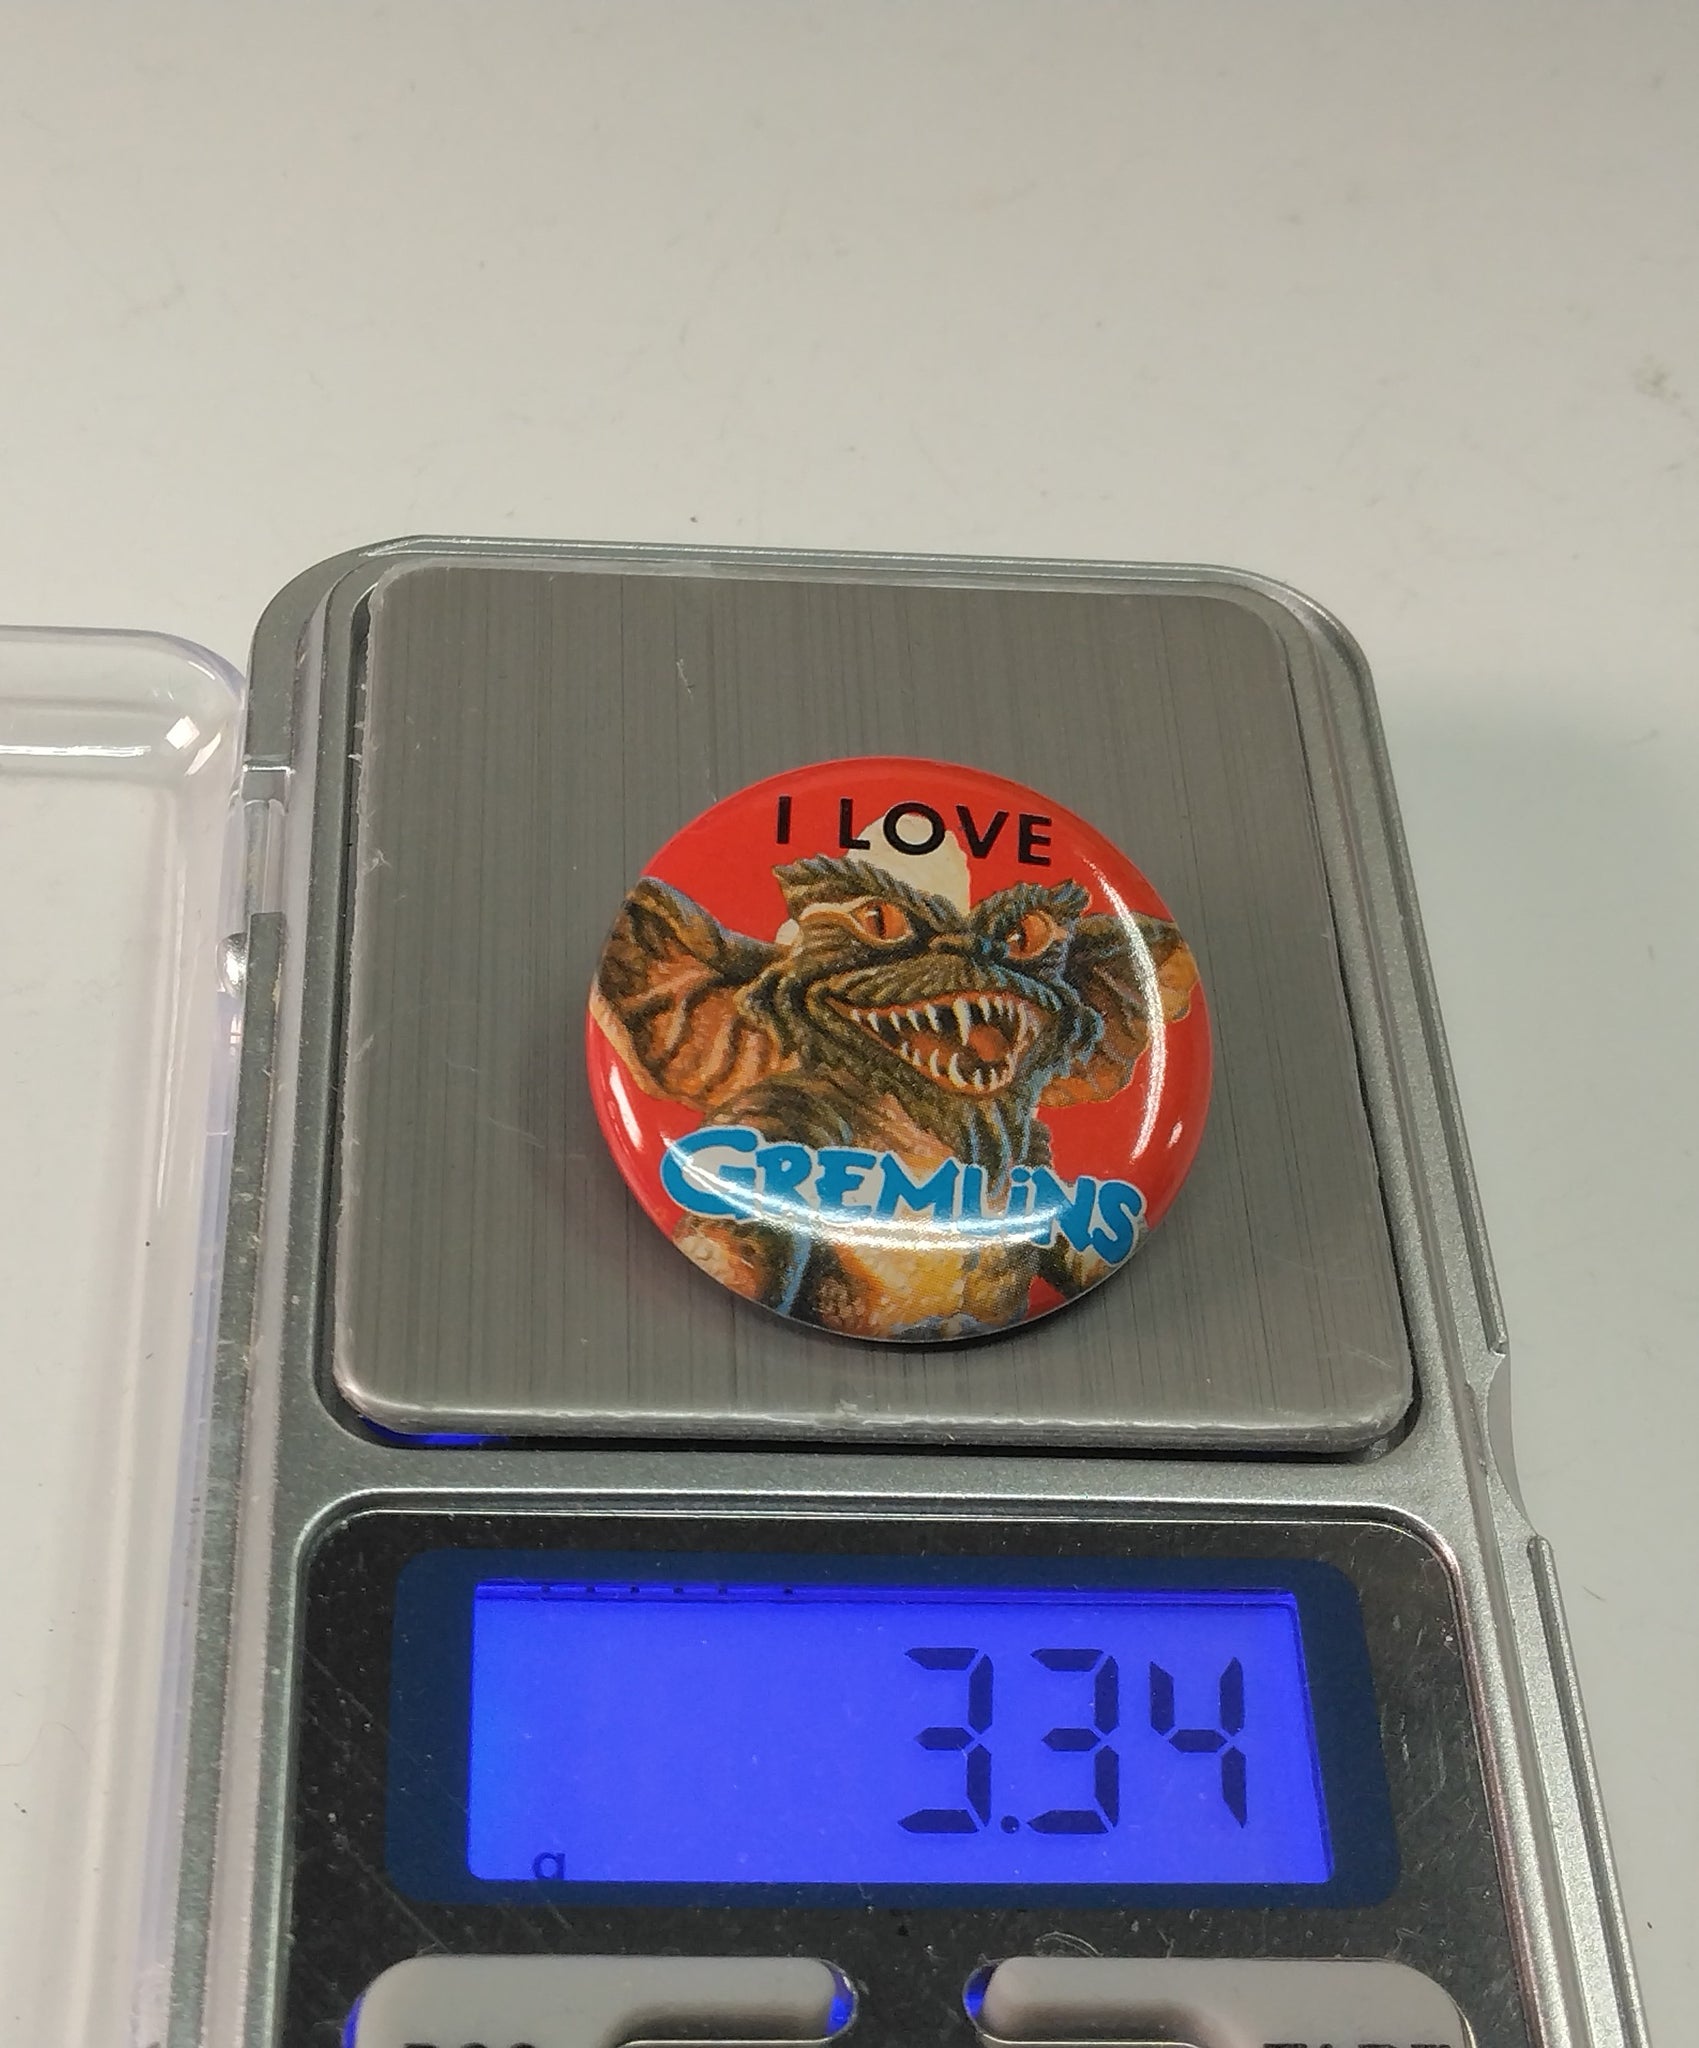 I LOVE
GREMLINS
3.34
g